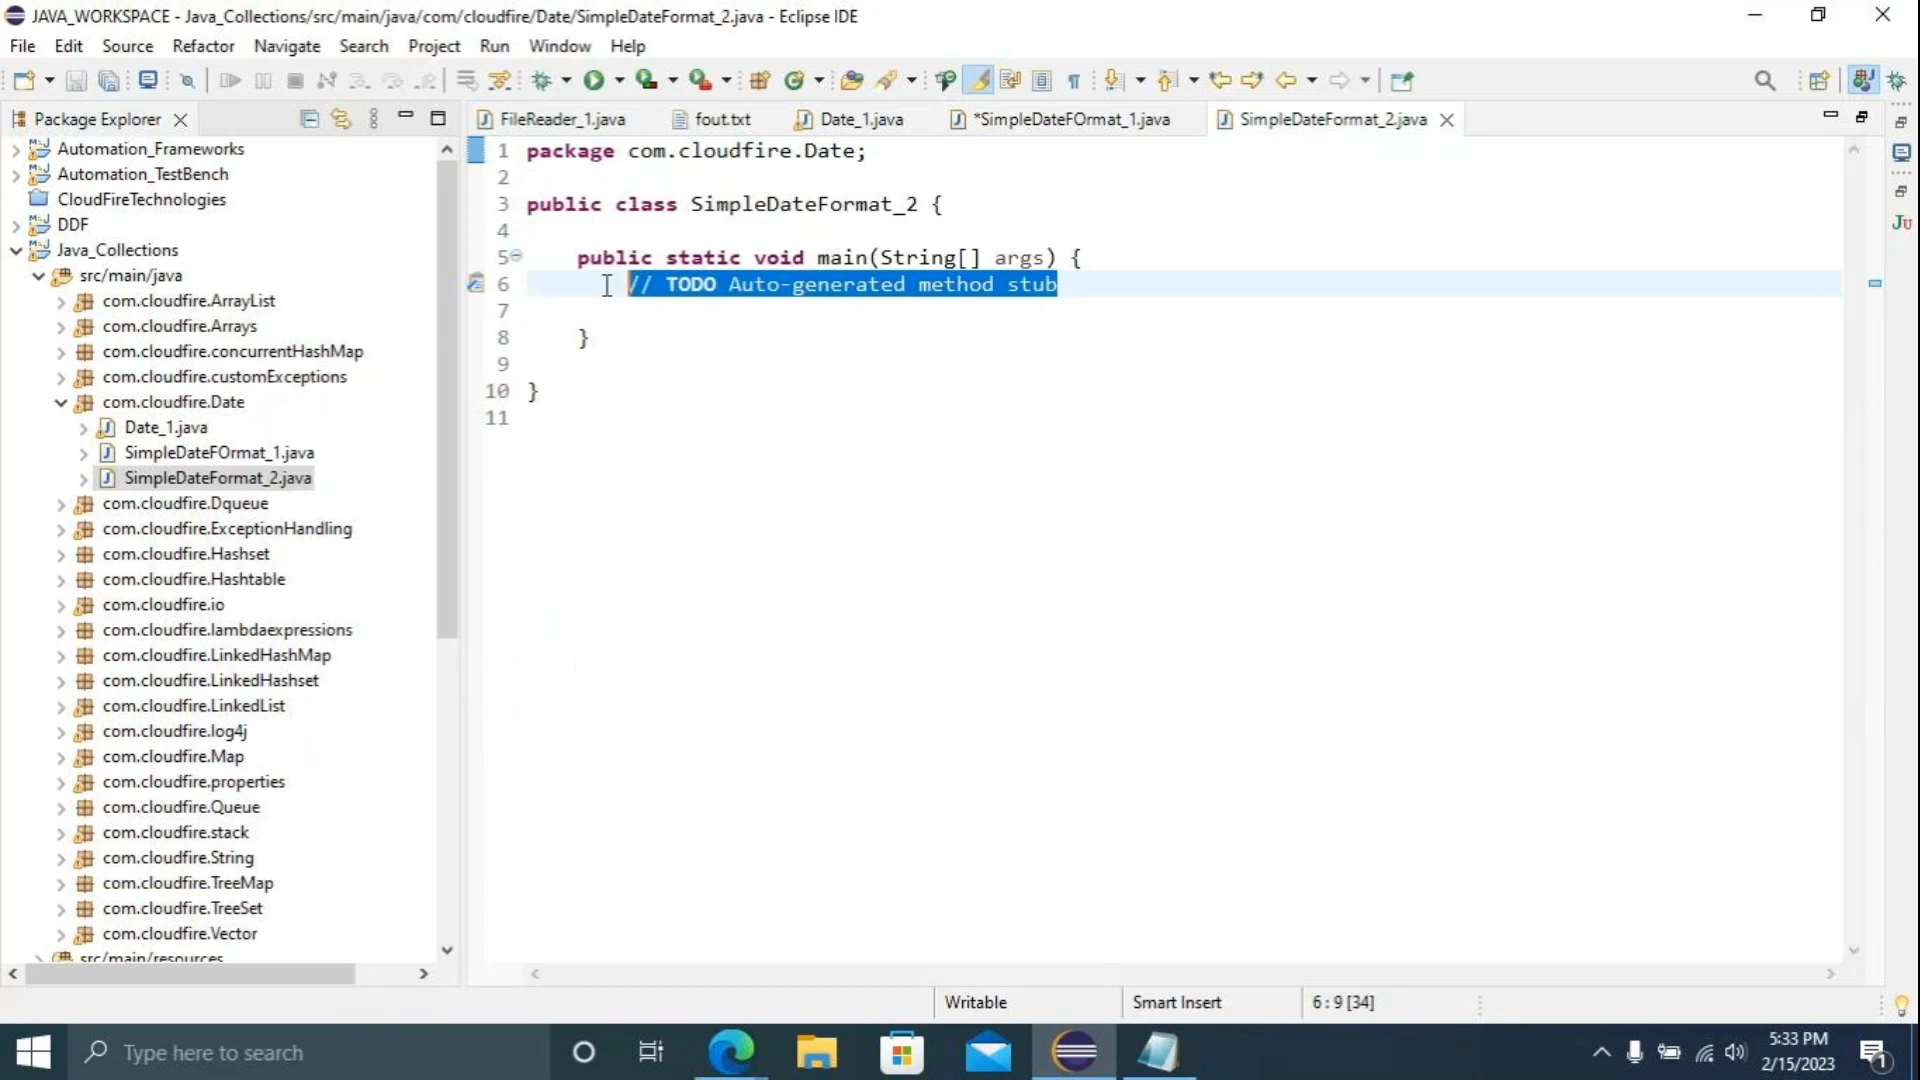 JAVA_WORKSPACE - Java_Collections/src/main/java/com/cloudfire/Date/SimpleDateFormat_2.java - Eclipse IDE
File Edit Source Refactor Navigate Search Project Run Window Help
Package Explorer
FileReader_1.java fout.txt Date_1.java *SimpleDateFOrmat_1.java SimpleDateFormat_2.java
Automation_Frameworks
Automation_TestBench
CloudFireTechnologies
DDF
Java_Collections
src/main/java
com.cloudfire.ArrayList
com.cloudfire.Arrays
com.cloudfire.concurrentHashMap
com.cloudfire.customExceptions
com.cloudfire.Date
Date_1.java
SimpleDateFOrmat_1.java
SimpleDateFormat_2.java
com.cloudfire.Dqueue
com.cloudfire.ExceptionHandling
com.cloudfire.Hashset
com.cloudfire.Hashtable
com.cloudfire.io
com.cloudfire.lambdaexpressions
com.cloudfire.LinkedHashMap
com.cloudfire.LinkedHashset
com.cloudfire.LinkedList
com.cloudfire.log4j
com.cloudfire.Map
com.cloudfire.properties
com.cloudfire.Queue
com.cloudfire.stack
com.cloudfire.String
com.cloudfire.TreeMap
com.cloudfire.TreeSet
com.cloudfire.Vector
src/main/resources
1 package com.cloudfire.Date;
2
3 public class SimpleDateFormat_2 {
4
5 public static void main(String[] args) {
6 // TODO Auto-generated method stub
7
8 }
9
10 }
11
Ju
Writable Smart Insert 6 : 9 [34]
Type here to search
5:33 PM
2/15/2023
1